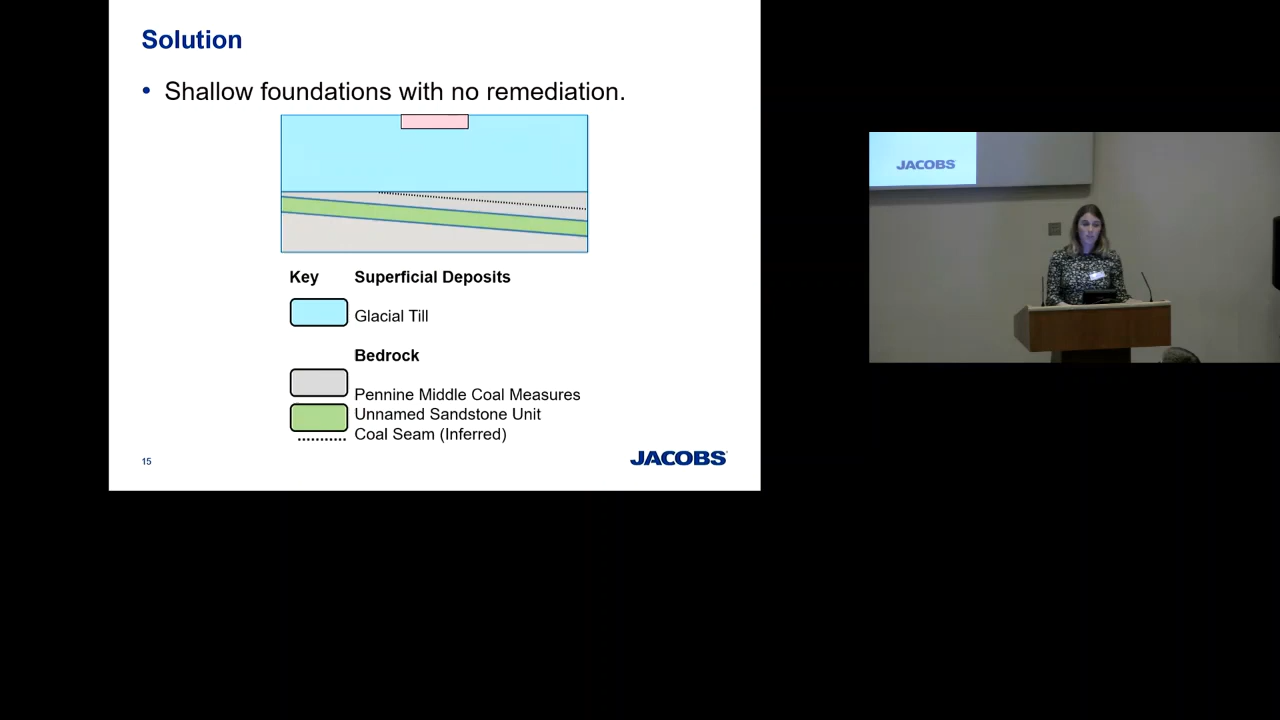 Solution
• Shallow foundations with no remediation.
Key Superficial Deposits
Glacial Till
Bedrock
Pennine Middle Coal Measures
Unnamed Sandstone Unit
Coal Seam (Inferred)
15
JACOBS
JACOBS